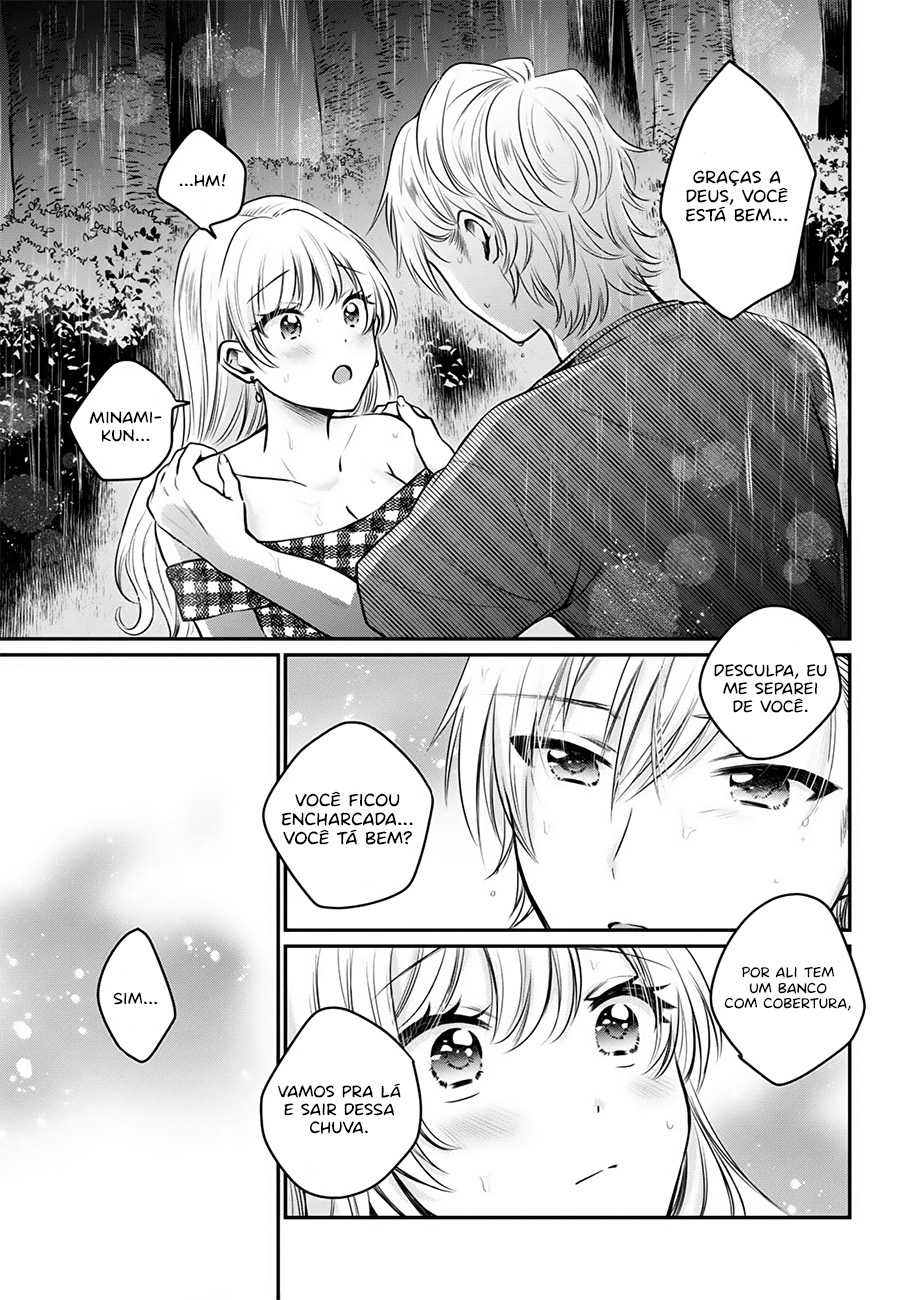 GRAÇAS A
DEUS, VOCÊ
ESTÁ BEM...
...HM!
MINAMI-
KUN...
DESCULPA, EU
ME SEPAREI
DE VOCÊ.
VOCÊ FICOU
ENCHARCADA...
VOCÊ TÁ BEM?
POR ALI TEM
UM BANCO
COM COBERTURA,
VAMOS PRA LÁ
E SAIR DESSA
CHUVA.
SIM...